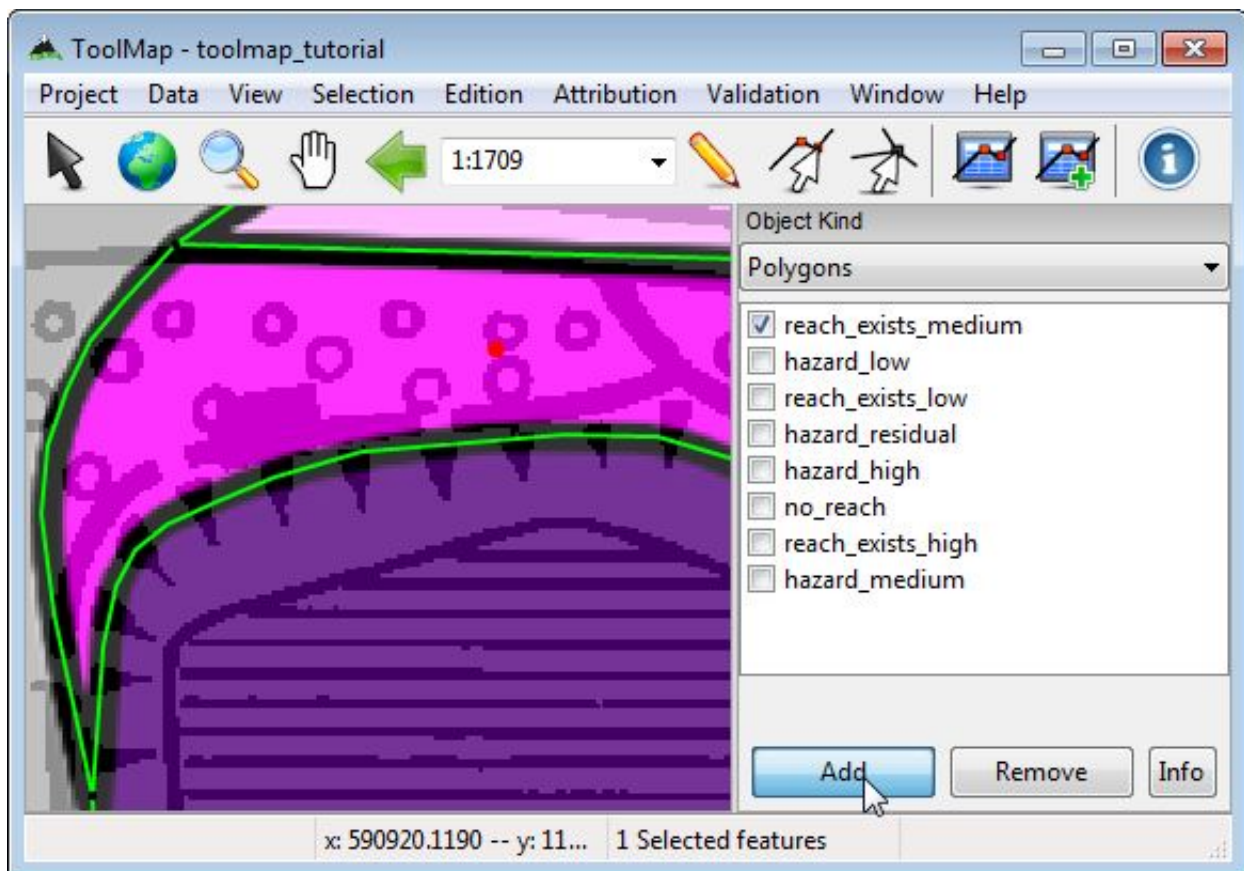 ToolMap - toolmap_tutorial
Project Data View Selection Edition Attribution Validation Window Help
1:1709
Object Kind
Polygons
reach_exists_medium
hazard_low
reach_exists_low
hazard_residual
hazard_high
no_reach
reach_exists_high
hazard_medium
Add Remove Info
x: 590920.1190 -- y: 11... 1 Selected features